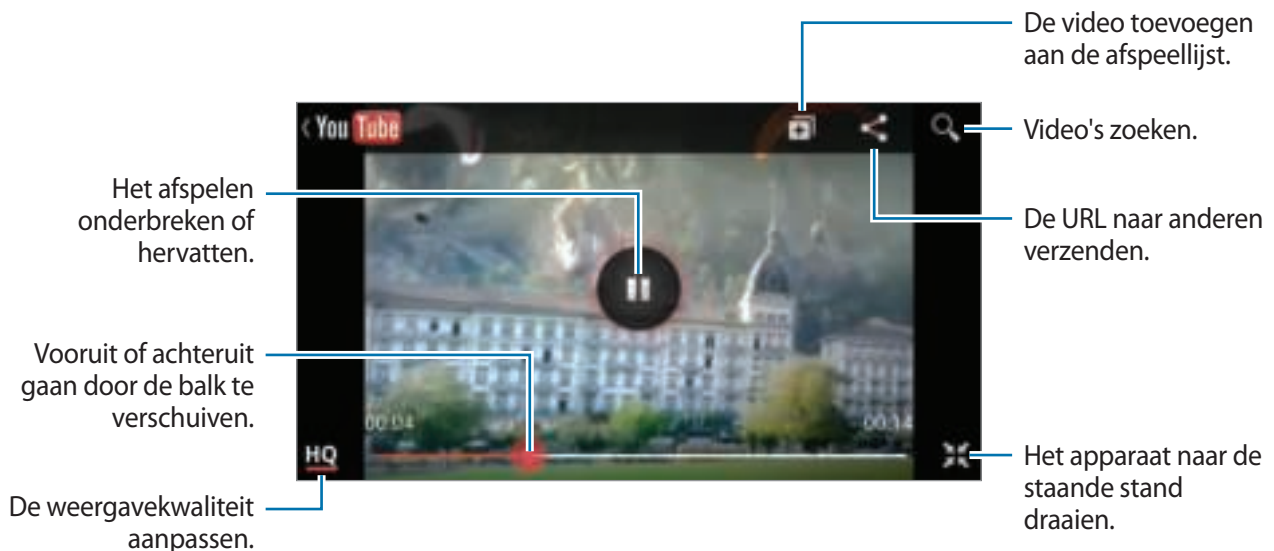 De video toevoegen
aan de afspeellijst.
You Tube
Video's zoeken.
Het afspelen
onderbreken of
hervatten.
De URL naar anderen
verzenden.
Vooruit of achteruit
gaan door de balk te
verschuiven.
00:04
00:34
HQ
Het apparaat naar de
staande stand
draaien.
De weergavekwaliteit
aanpassen.